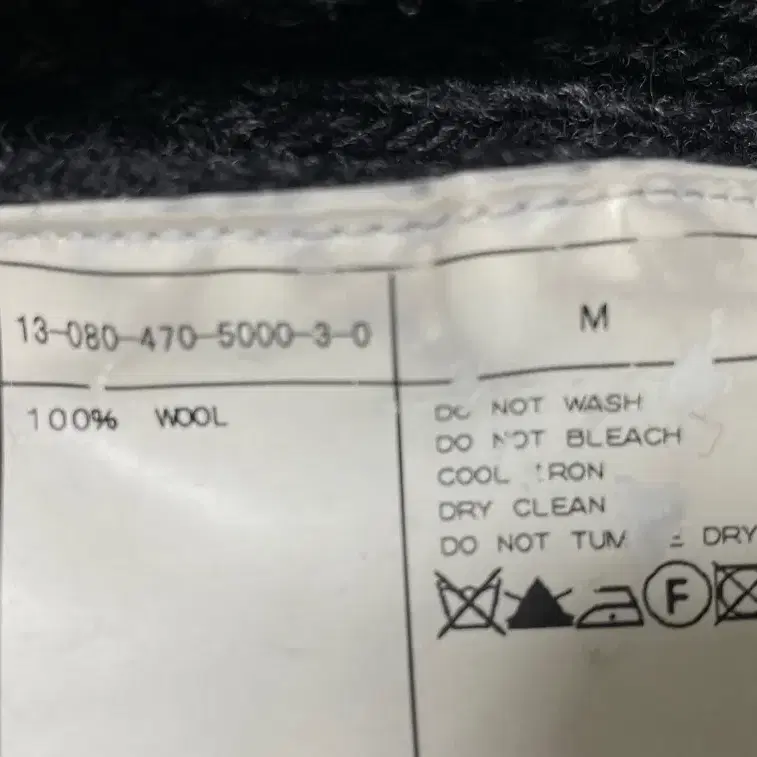 13-080-470-5000-3-0
M
100% WOOL
DO NOT WASH
DO NOT BLEACH
COOL IRON
DRY CLEAN
DO NOT DRY
F